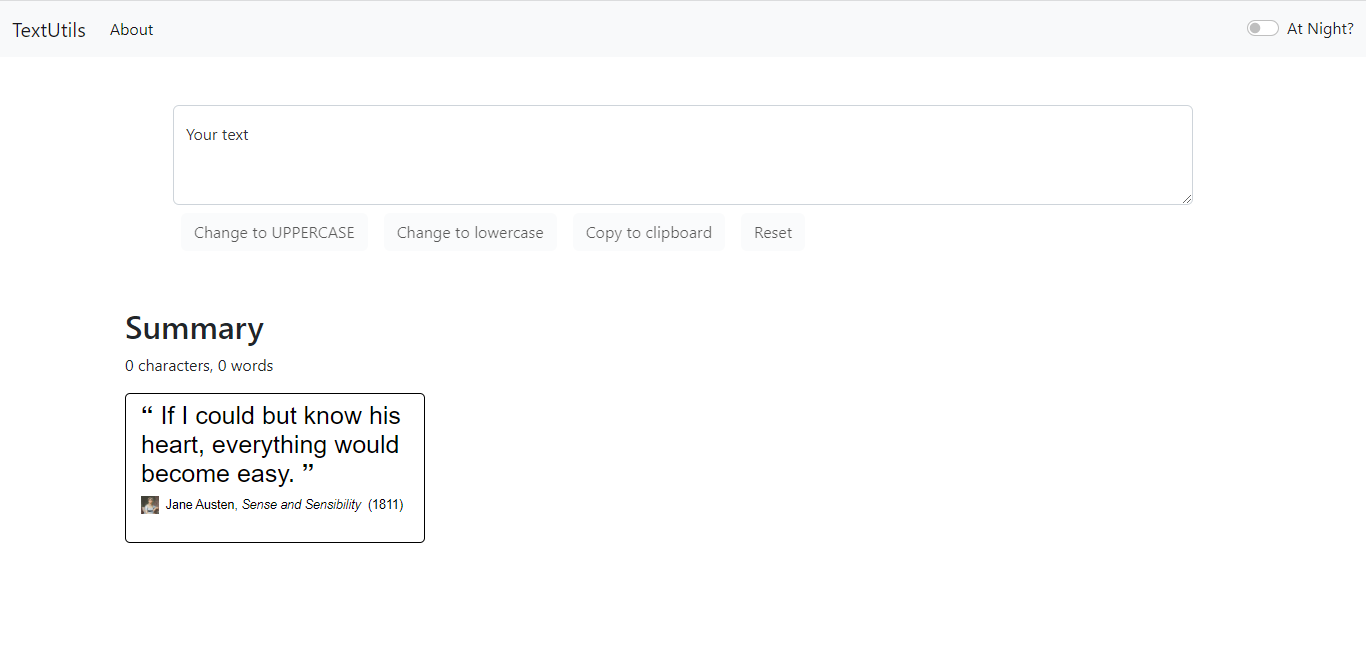 TextUtils About At Night?
Your text
Change to UPPERCASE Change to lowercase Copy to clipboard Reset
Summary
0 characters, 0 words
“ If I could but know his
heart, everything would
become easy. ”
Jane Austen, Sense and Sensibility (1811)